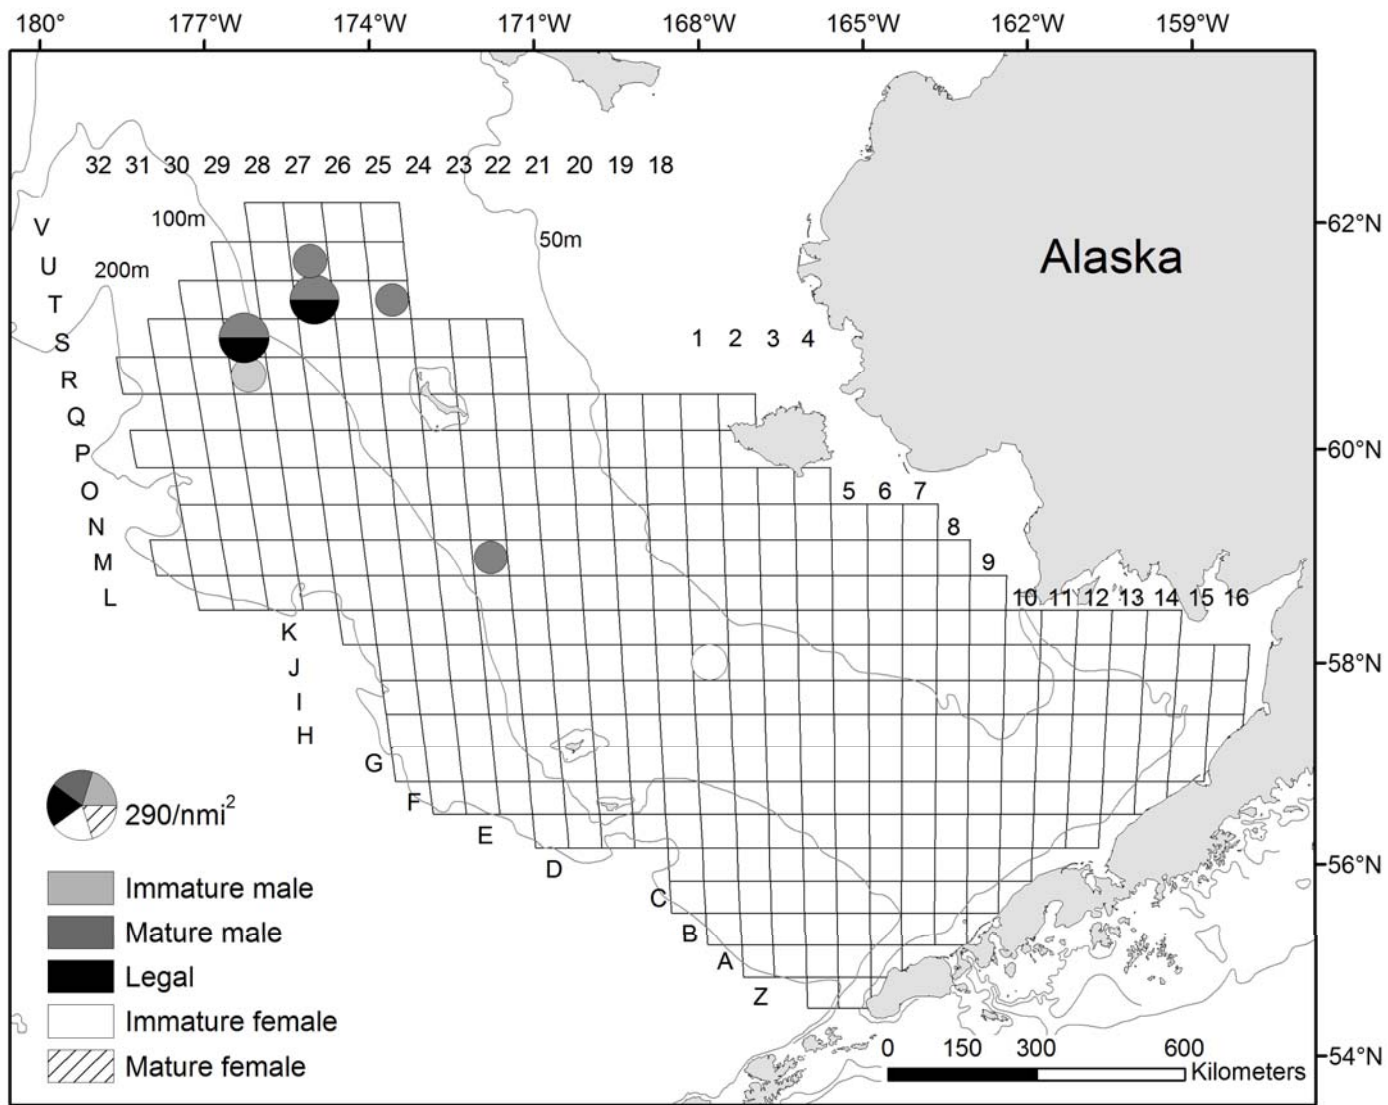 180° 177°W 174°W 171°W 168°W 165°W 162°W 159°W
32 31 30 29 28 27 26 25 24 23 22 21 20 19 18
V
100m
62°N
50m
Alaska
U
200m
T
S
1 2 3 4
R
Q
P
60°N
O
5 6 7
N
8
M
9
L
10 11 12 13 14 15 16
K
J
58°N
I
H
G
F
290/nmi²
E
D
56°N
Immature male
C
Mature male
B
A
Legal
Z
Immature female
0 150 300 600
54°N
Mature female
Kilometers